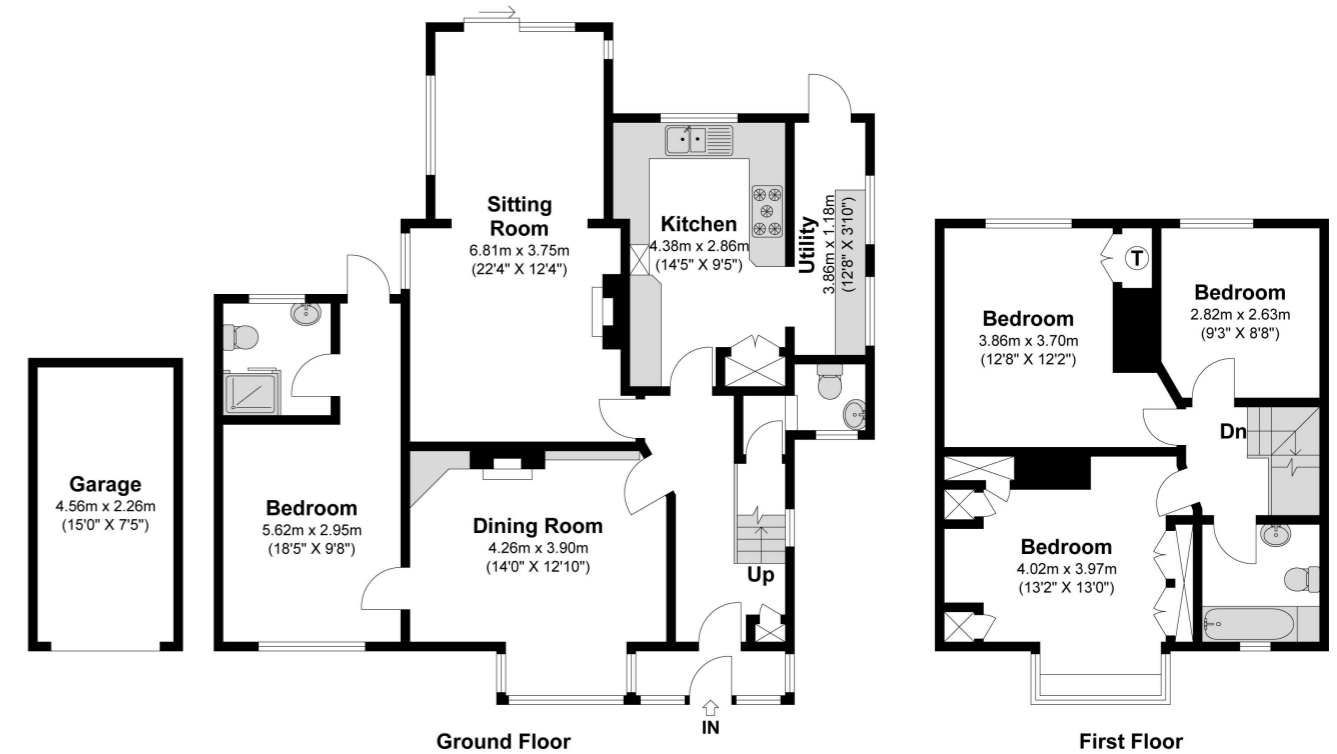 Sitting
Room
6.81m x 3.75m
(22'4" X 12'4")
Kitchen
4.38m x 2.86m
(14'5" X 9'5")
Utility
3.86m x 1.18m
(12'8" X 3'10")
Garage
4.56m x 2.26m
(15'0" X 7'5")
Bedroom
5.62m x 2.95m
(18'5" X 9'8")
Dining Room
4.26m x 3.90m
(14'0" X 12'10")
Up
IN
Ground Floor
Bedroom
3.86m x 3.70m
(12'8" X 12'2")
T
Bedroom
2.82m x 2.63m
(9'3" X 8'8")
Dn
Bedroom
4.02m x 3.97m
(13'2" X 13'0")
First Floor